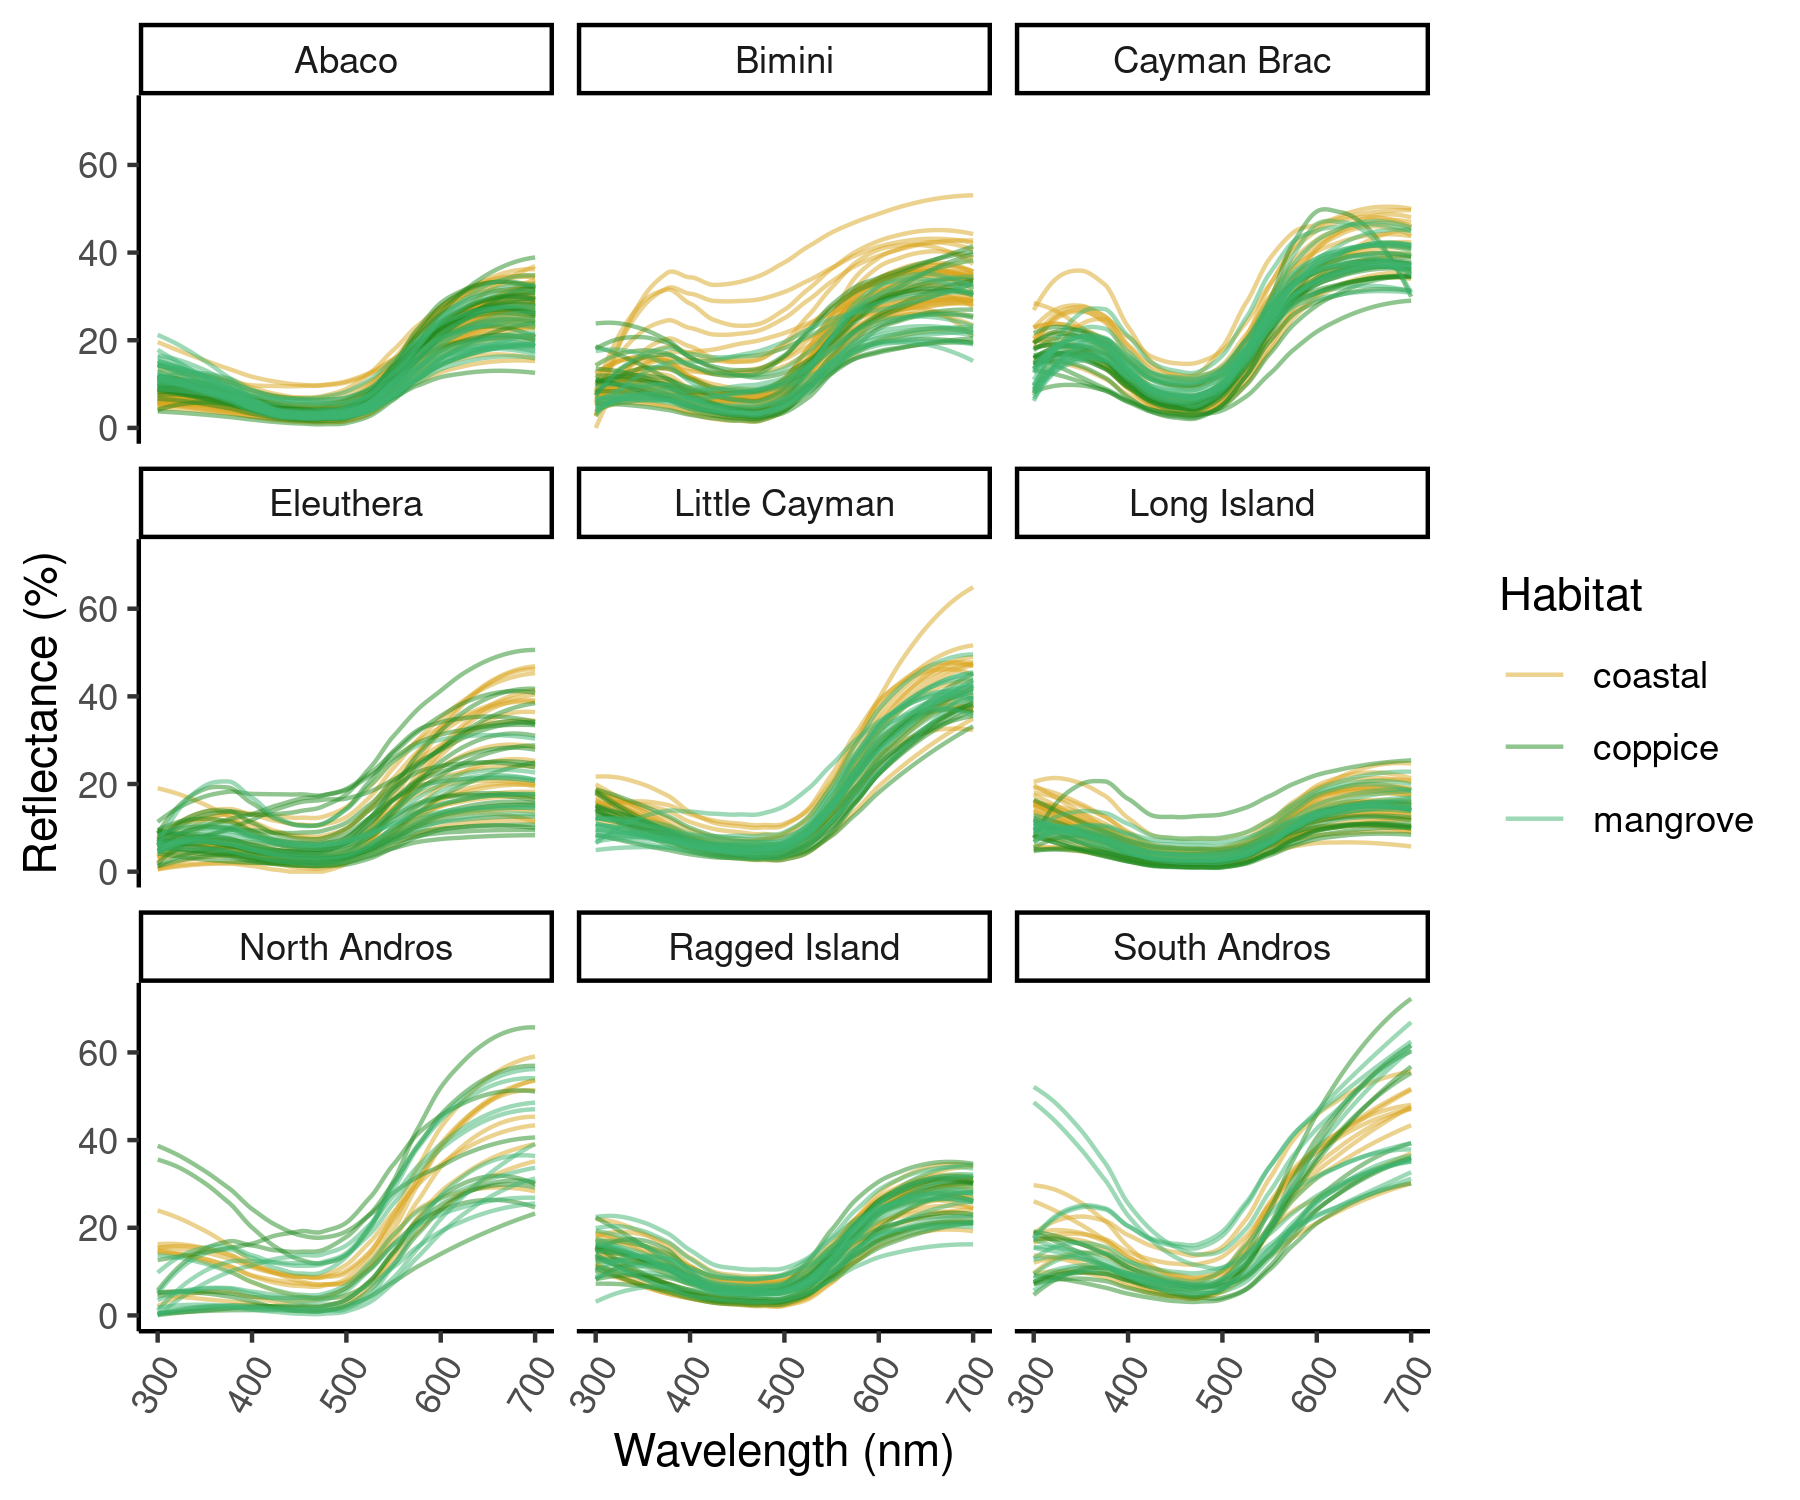 Abaco Bimini Cayman Brac
60
40
20
0
Eleuthera Little Cayman Long Island
60
40
20
0
North Andros Ragged Island South Andros
60
40
20
0
300 400 500 600 700 300 400 500 600 700 300 400 500 600 700
Wavelength (nm)
Reflectance (%)
Habitat
coastal
coppice
mangrove